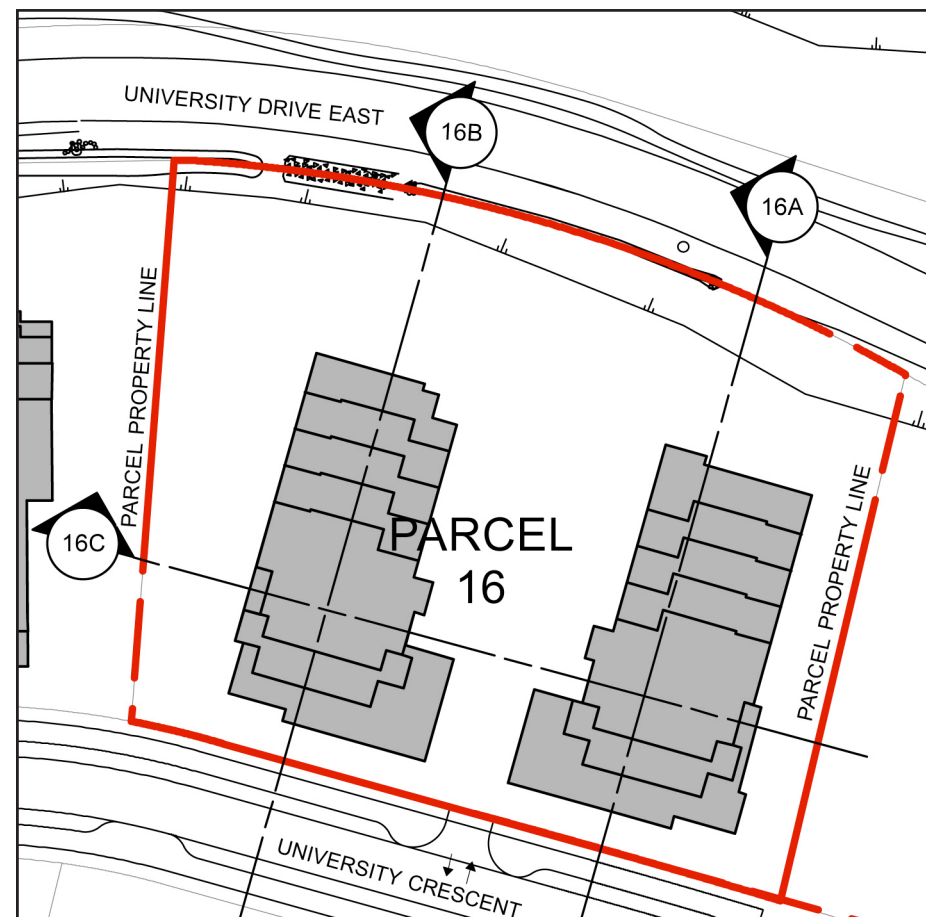 UNIVERSITY DRIVE EAST
16B
16A
PARCEL PROPERTY LINE
16C
PARCEL
16
PARCEL PROPERTY LINE
UNIVERSITY CRESCENT